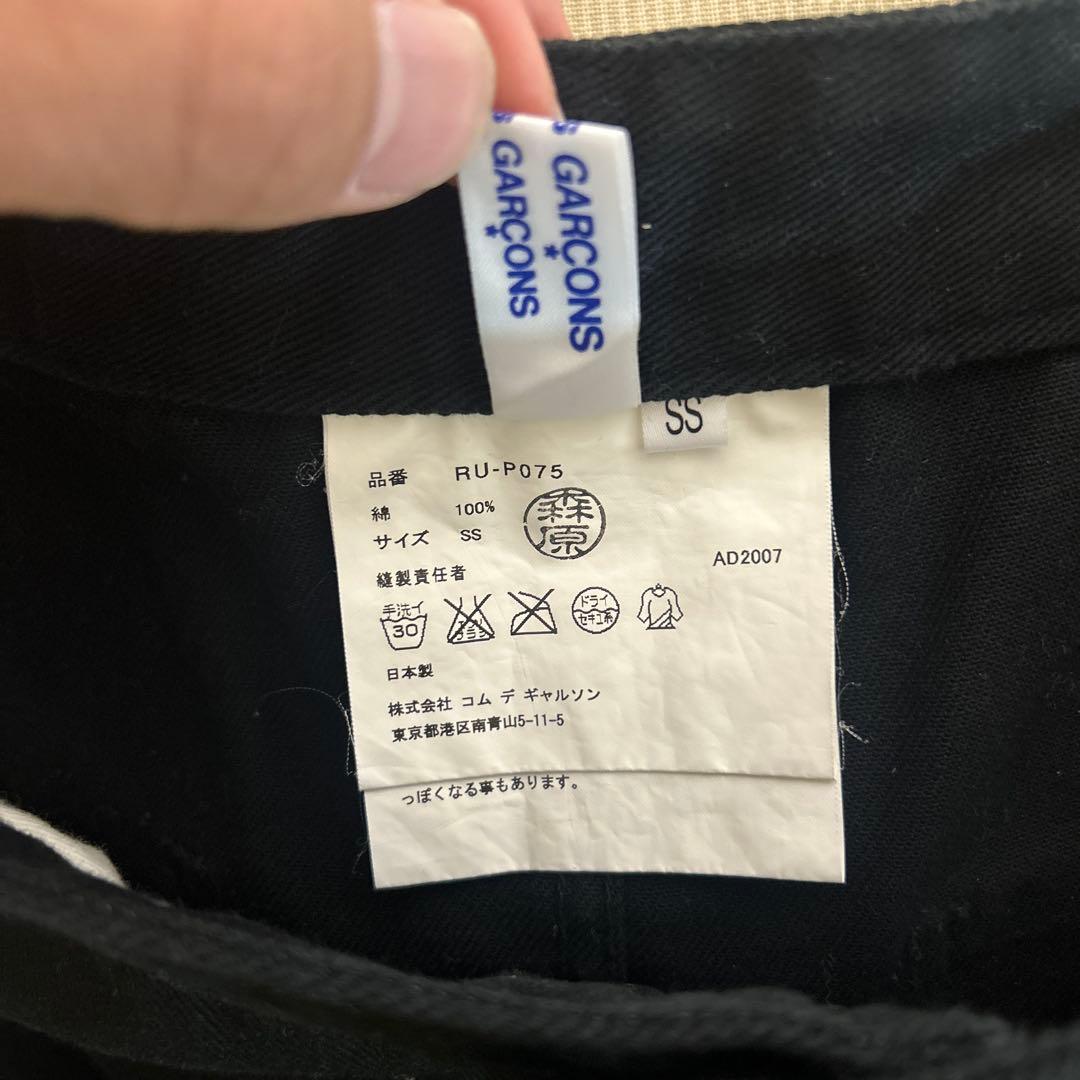 S GARÇONS
S GARÇONS
SS
品番 RU-P075
綿 100%
サイズ SS
森原
AD2007
縫製責任者
手洗イ
30
ドライ
セキユ系
日本製
株式会社 コム デ ギャルソン
東京都港区南青山5-11-5
っぽくなる事もあります。